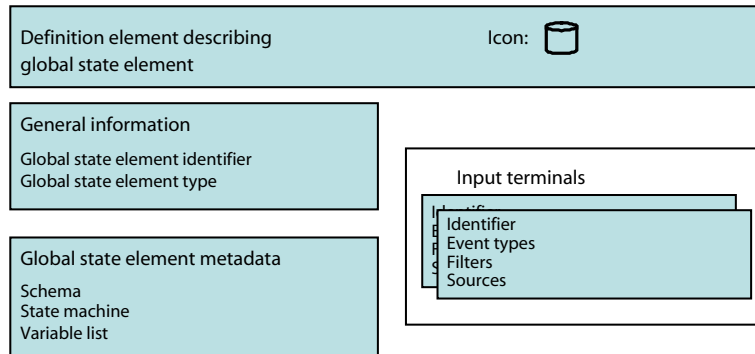 Definition element describing
global state element
Icon:
General information
Global state element identifier
Global state element type
Global state element metadata
Schema
State machine
Variable list
Input terminals
Identifier
Event types
Filters
Sources